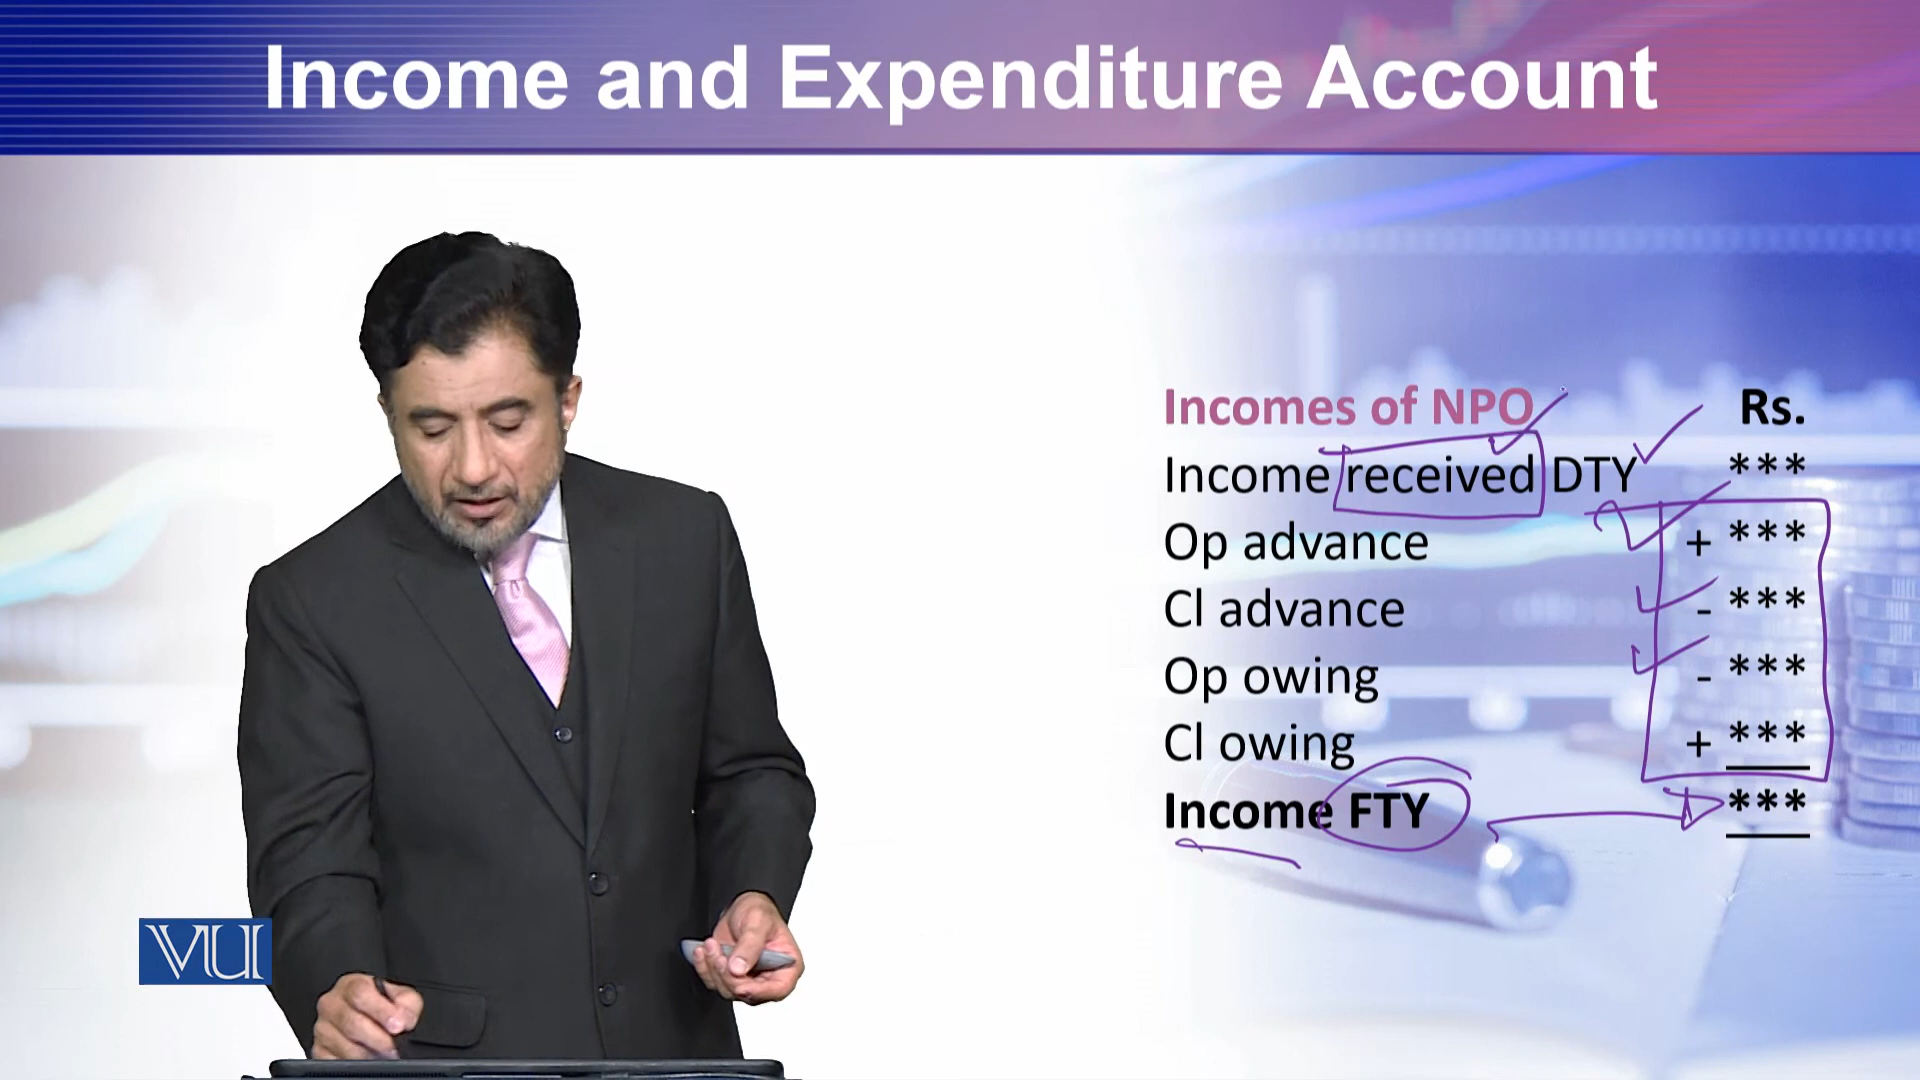 Income and Expenditure Account
Incomes of NPO Rs.
Income received DTY ***
Op advance + ***
Cl advance - ***
Op owing - ***
Cl owing + ***
Income FTY ***
VU